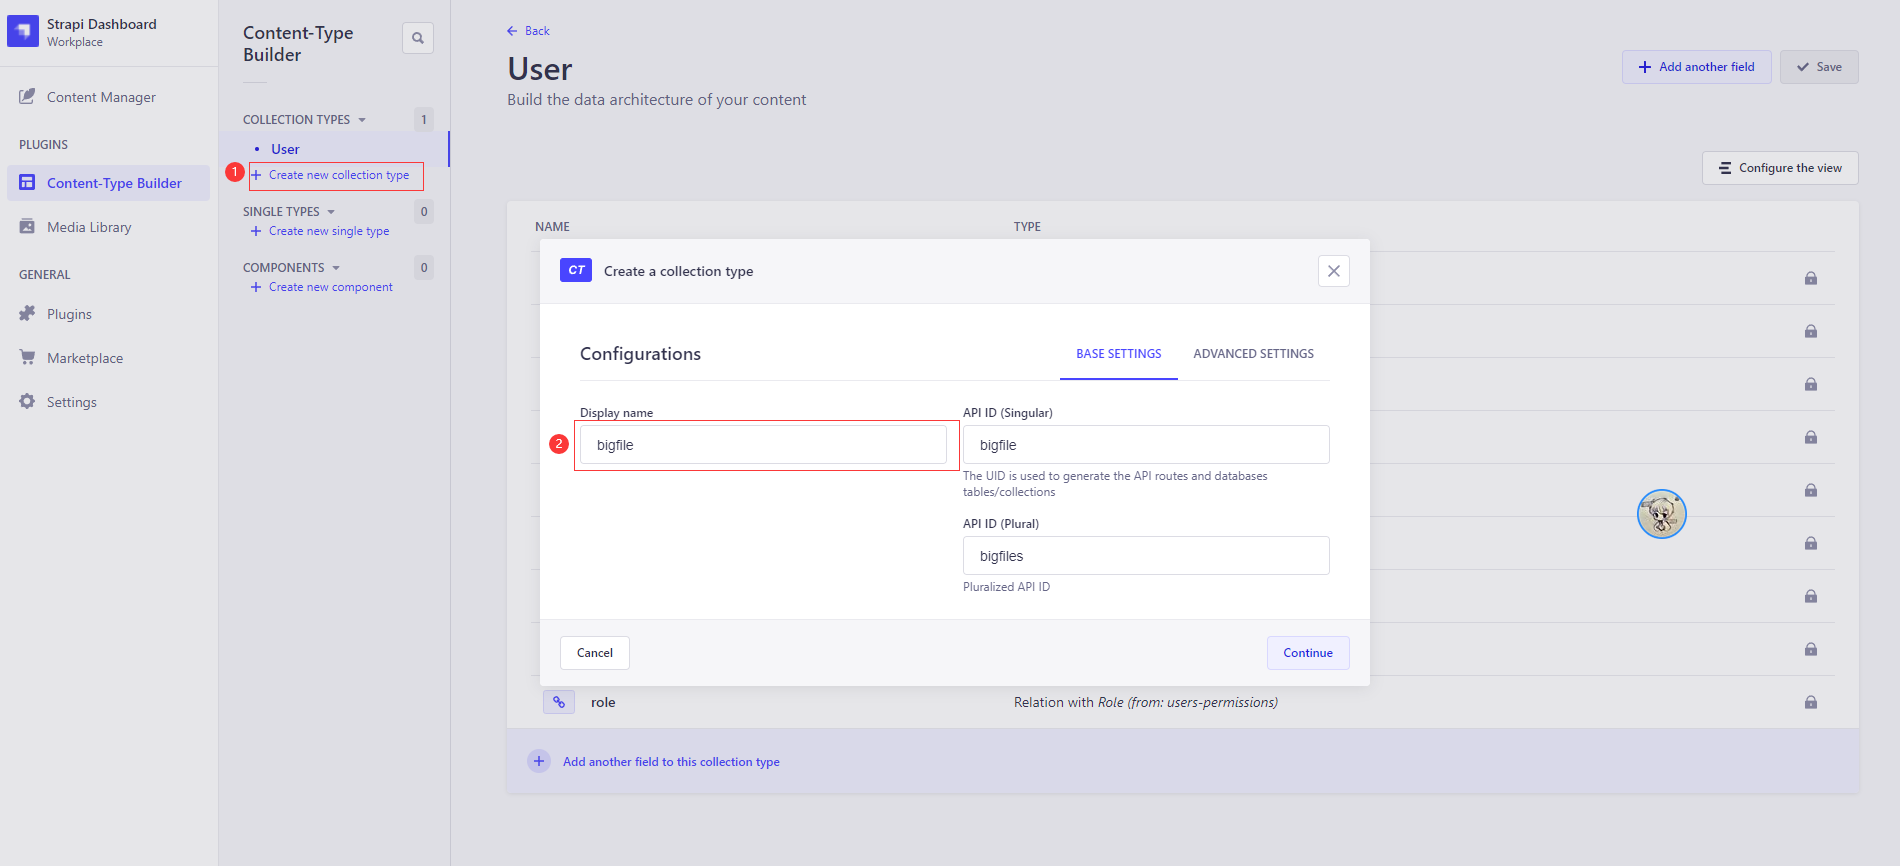 Strapi Dashboard
Workplace
Content Manager
PLUGINS
Content-Type Builder
Media Library
GENERAL
Plugins
Marketplace
Settings
Content-Type
Builder
COLLECTION TYPES
1
User
1
Create new collection type
SINGLE TYPES
0
Create new single type
COMPONENTS
0
Create new component
Back
User
Build the data architecture of your content
Add another field
Save
Configure the view
NAME
TYPE
CT
Create a collection type
Configurations
BASE SETTINGS
ADVANCED SETTINGS
Display name
2
bigfile
API ID (Singular)
bigfile
The UID is used to generate the API routes and databases
tables/collections
API ID (Plural)
bigfiles
Pluralized API ID
Cancel
Continue
role
Relation with Role (from: users-permissions)
Add another field to this collection type